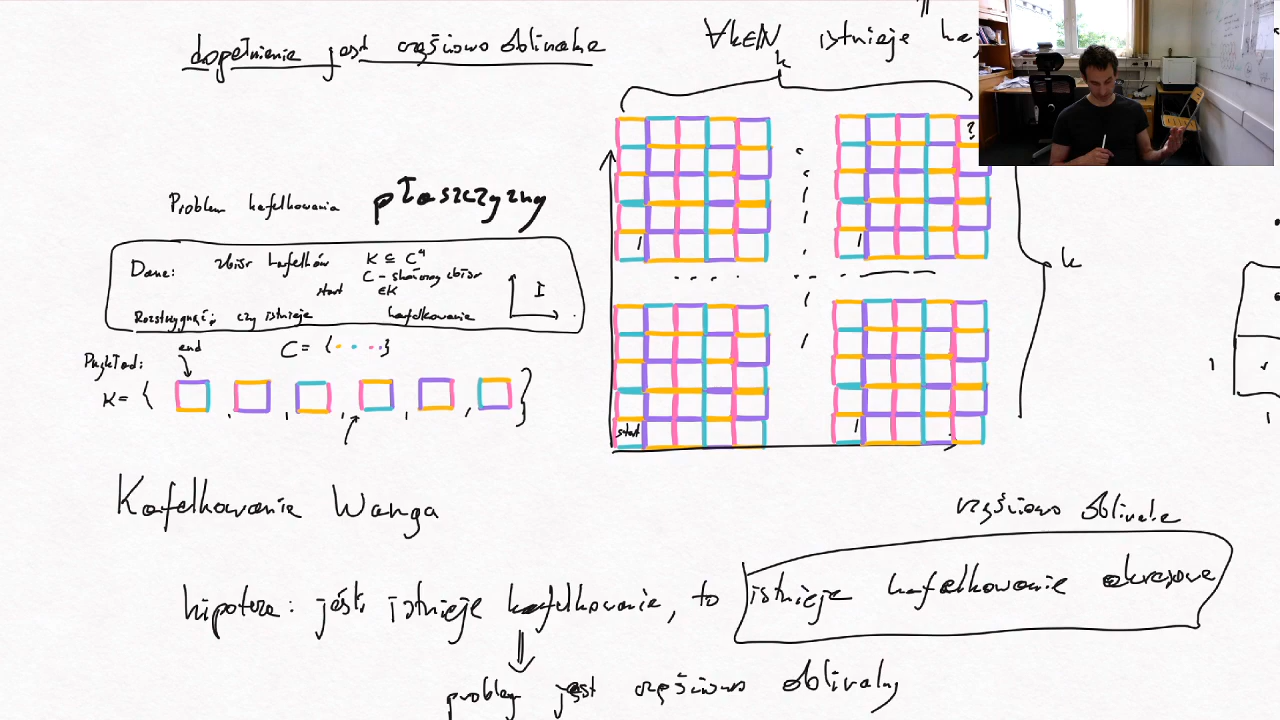 dopełnienie jest częściowo obliczalne
∀k∈ℕ istnieje
k
Problem kafelkowania płaszczyzny
Dane: zbiór kafelków K ⊆ C⁴
C - skończony zbiór
start ∈K
I
Rozstrzygnąć: czy istnieje kafelkowanie
?
k
Przykład: end C = { }
K = { , , , , , }
start
1
1
Kafelkowanie Wanga
częściowo obliczalne
hipoteza: jeśli istnieje kafelkowanie, to istnieje kafelkowanie okresowe
⇓
problem jest częściowo obliczalny